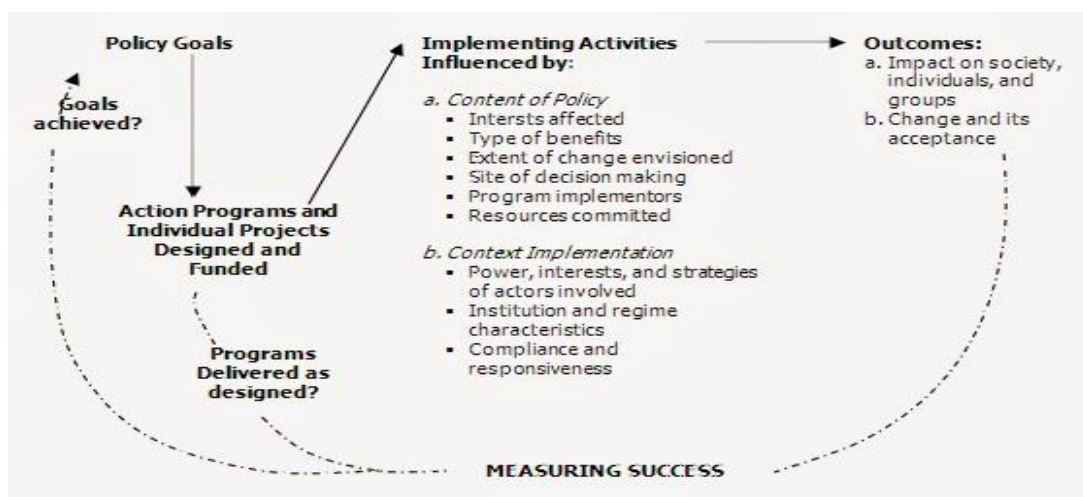 Policy Goals
Goals
achieved?
Action Programs and
Individual Projects
Designed and
Funded
Programs
Delivered as
designed?
Implementing Activities
Influenced by:
a. Content of Policy
▪ Intersts affected
▪ Type of benefits
▪ Extent of change envisioned
▪ Site of decision making
▪ Program implementors
▪ Resources committed
b. Context Implementation
▪ Power, interests, and strategies
of actors involved
▪ Institution and regime
characteristics
▪ Compliance and
responsiveness
Outcomes:
a. Impact on society,
individuals, and
groups
b. Change and its
acceptance
MEASURING SUCCESS